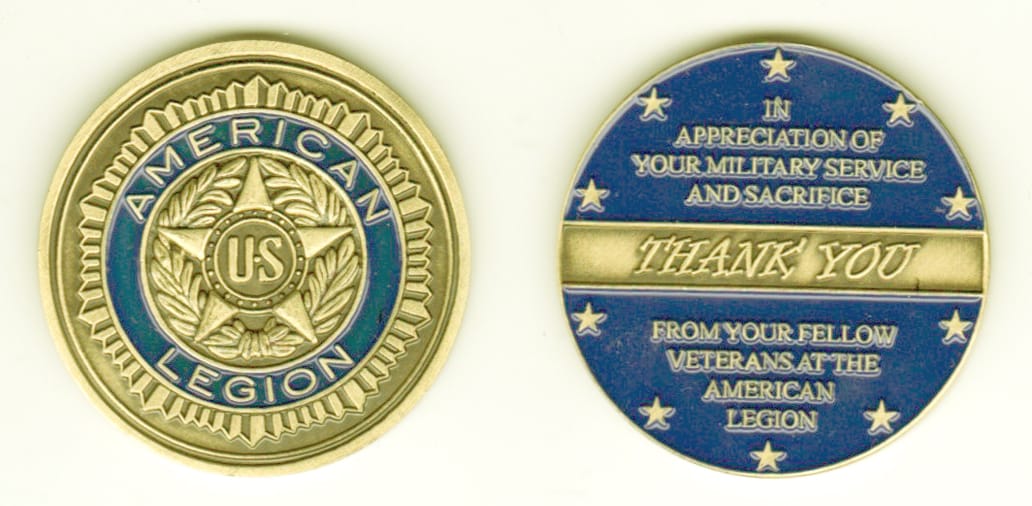 AMERICAN
U·S
LEGION
IN
APPRECIATION OF
YOUR MILITARY SERVICE
AND SACRIFICE
THANK YOU
FROM YOUR FELLOW
VETERANS AT THE
AMERICAN
LEGION